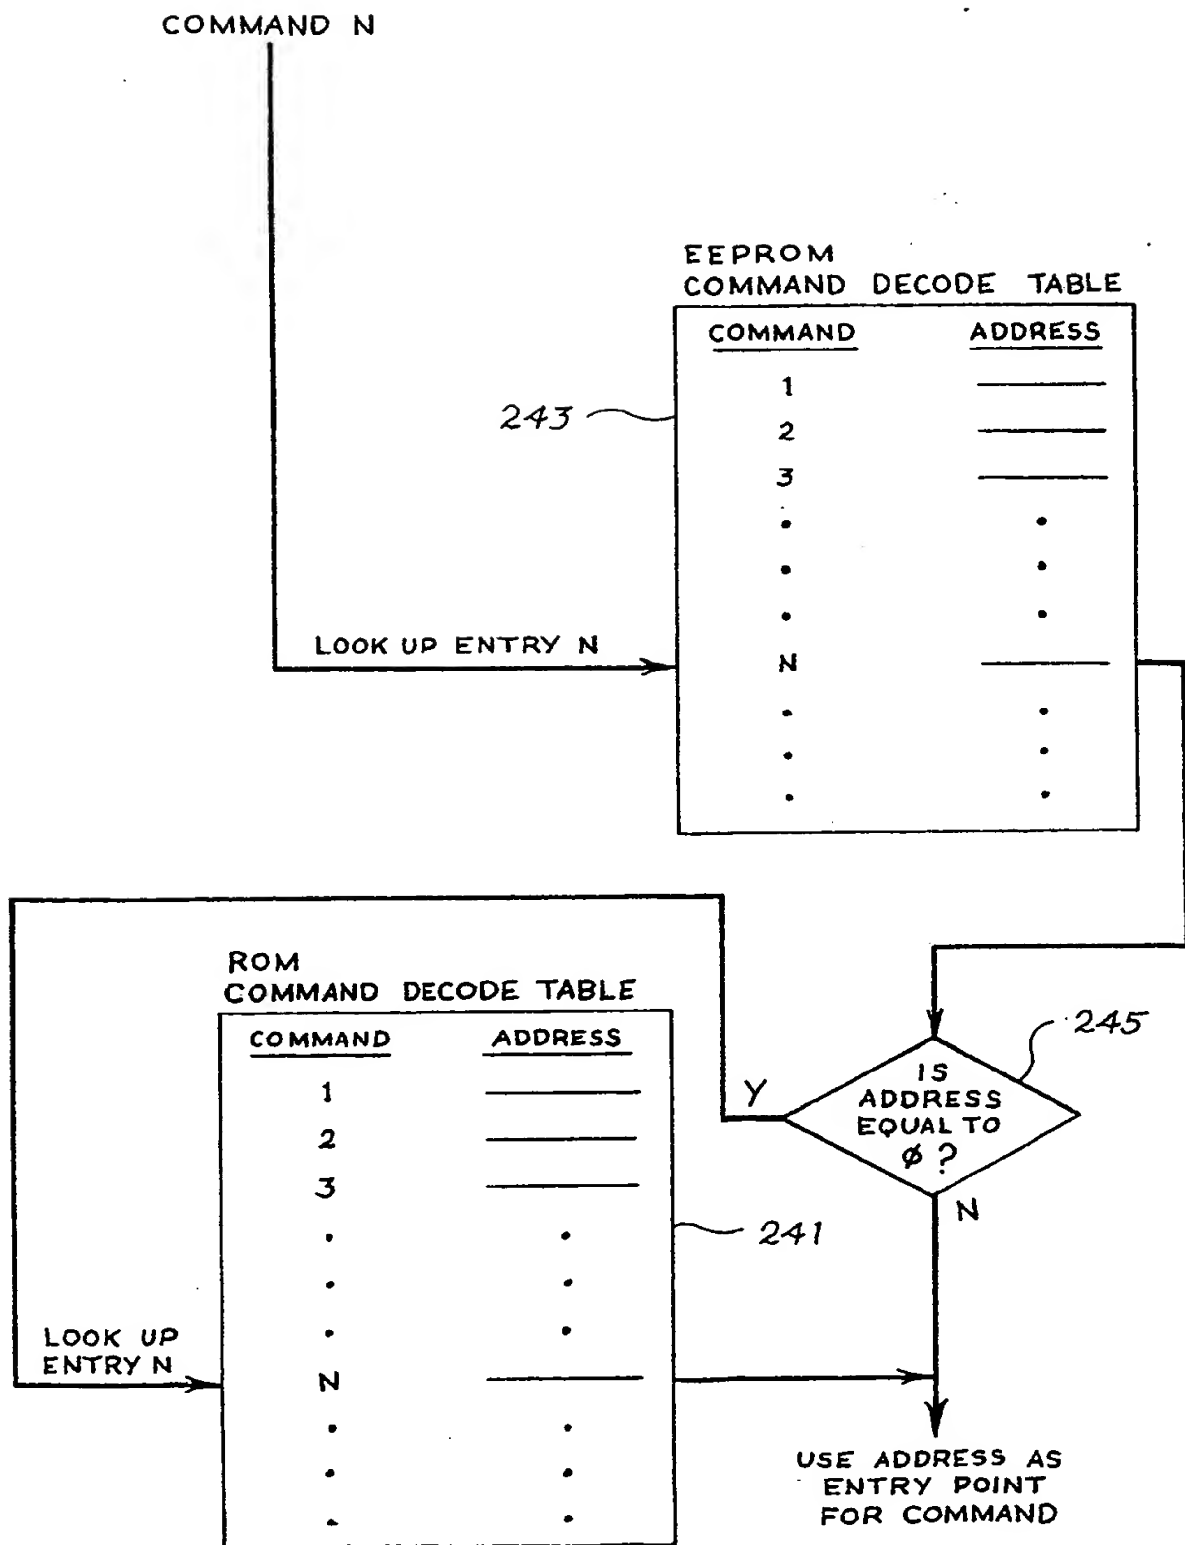 COMMAND N
EEPROM
COMMAND DECODE TABLE
COMMAND ADDRESS
1
2
3
243
LOOK UP ENTRY N
N
ROM
COMMAND DECODE TABLE
COMMAND ADDRESS
1
2
3
241
LOOK UP
ENTRY N
N
245
IS
ADDRESS
EQUAL TO
ø ?
Y
N
USE ADDRESS AS
ENTRY POINT
FOR COMMAND